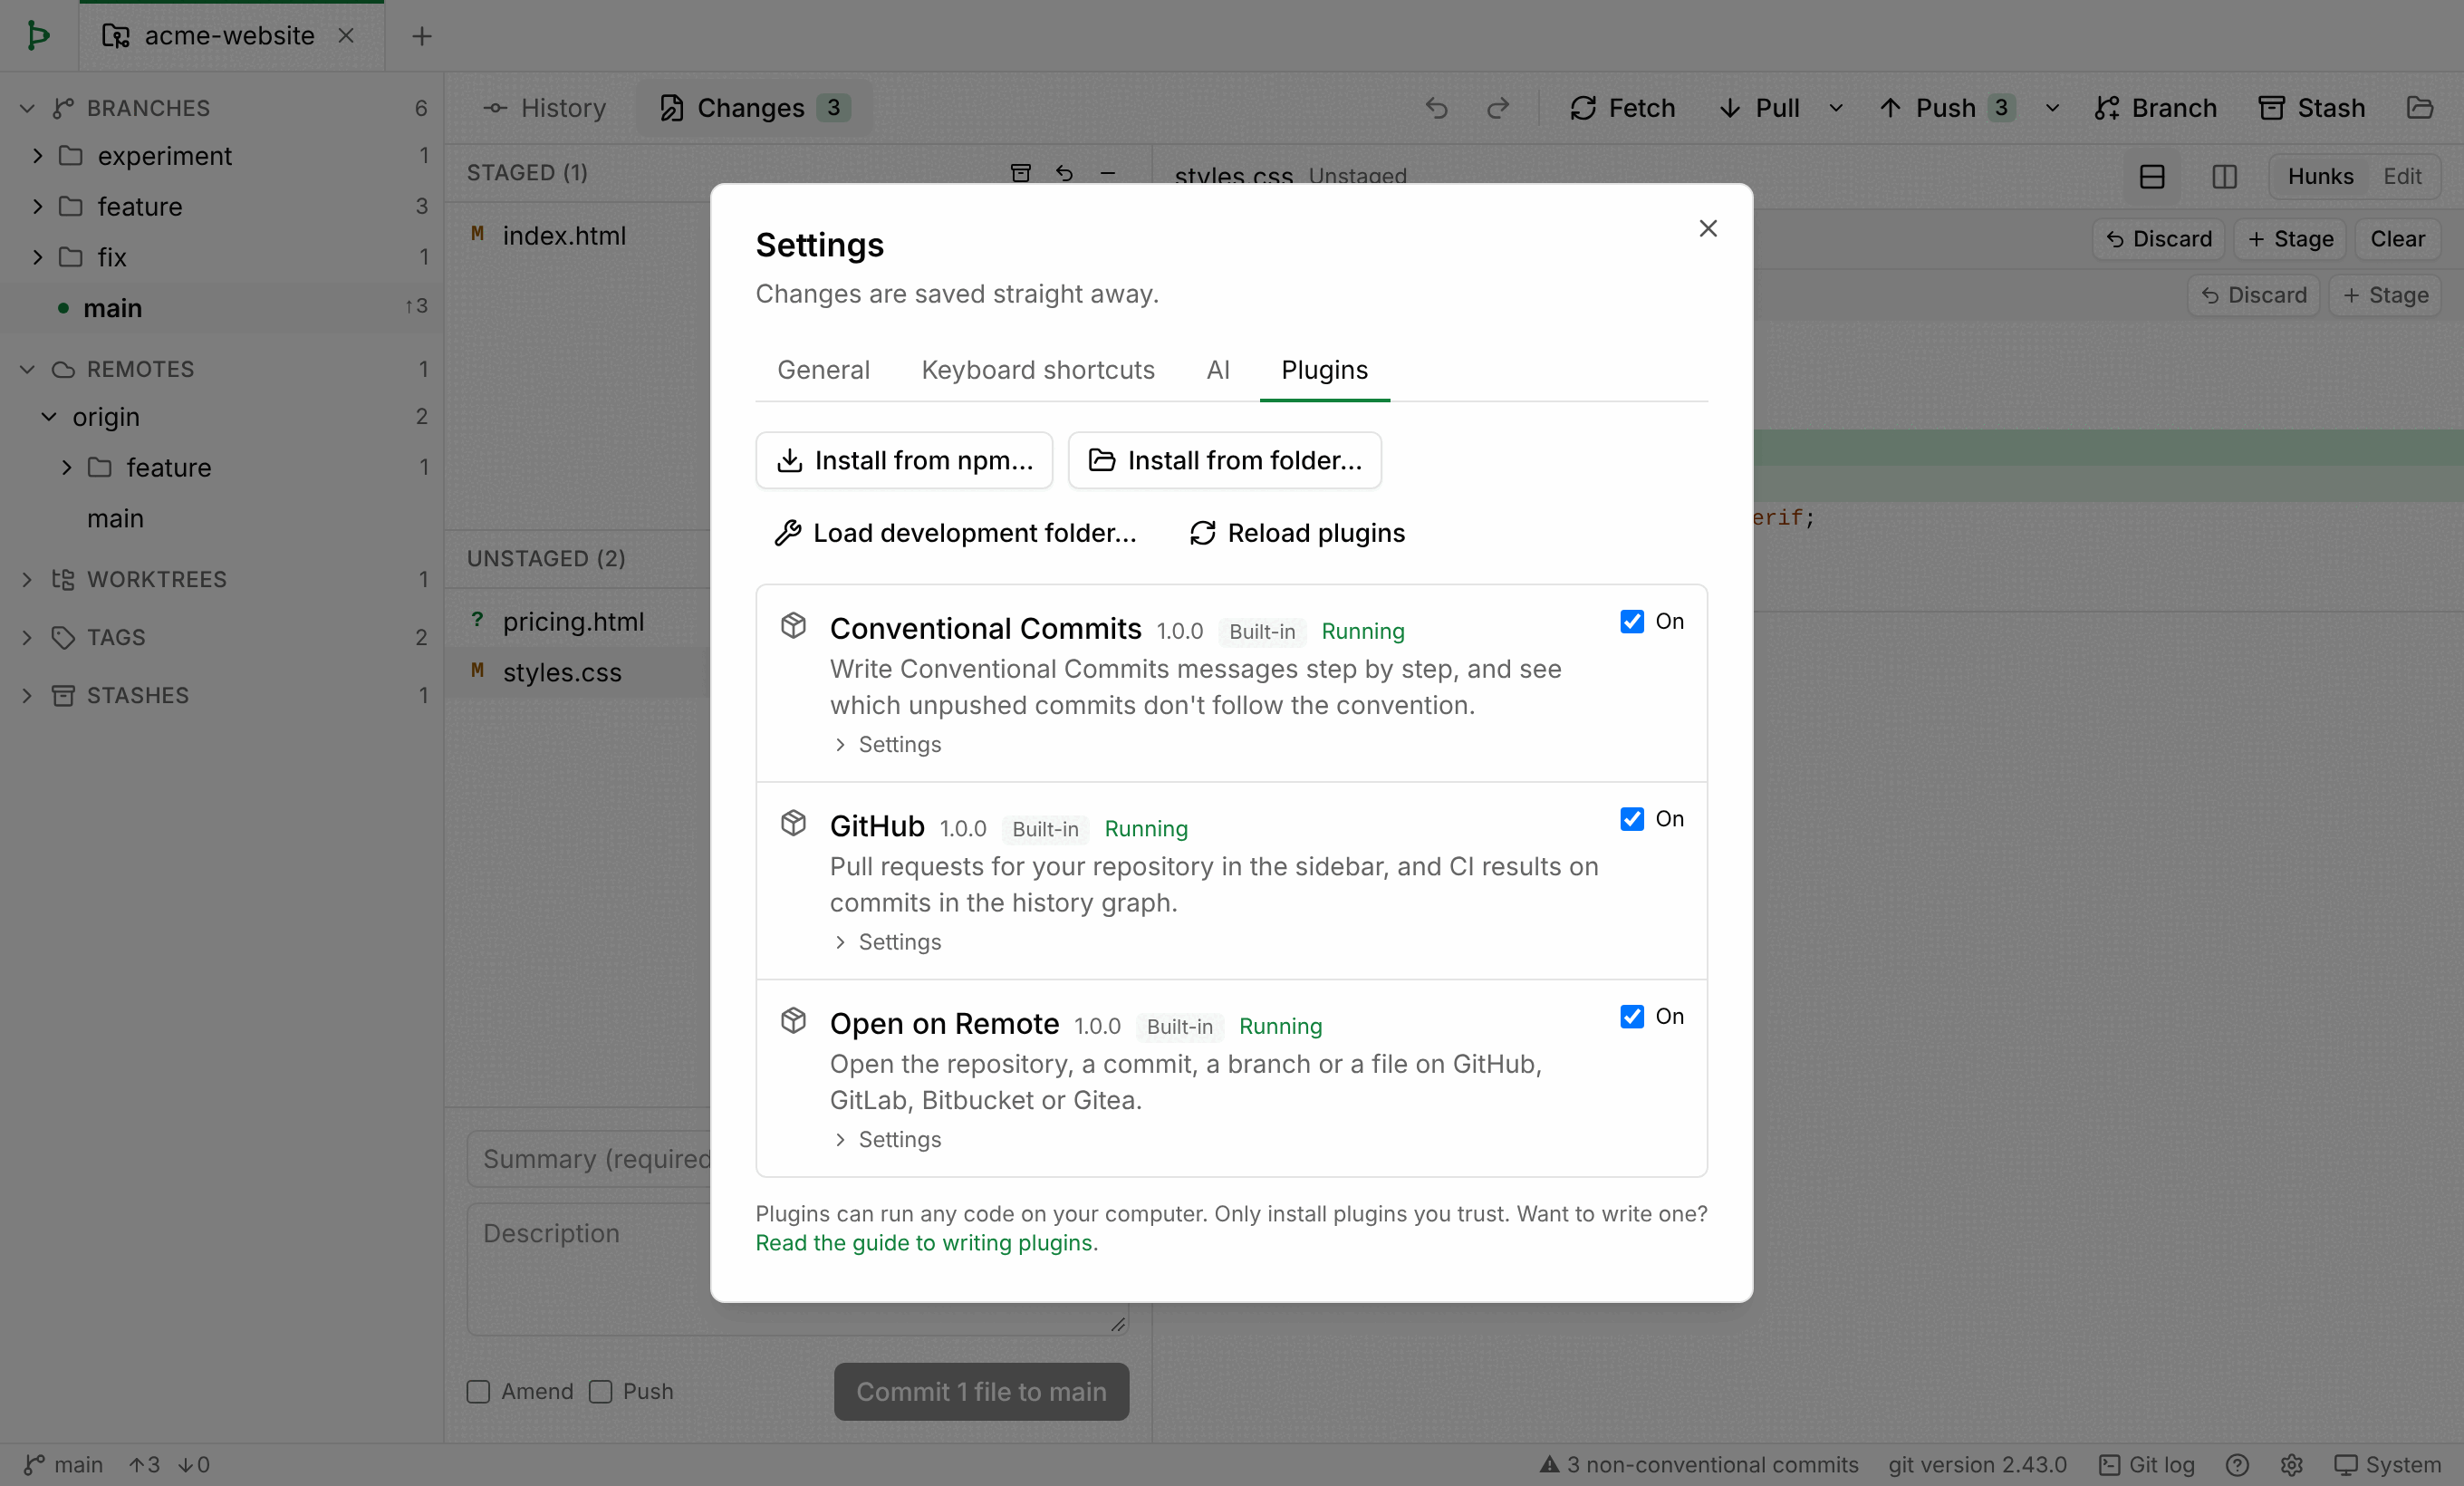 acme-website
BRANCHES 6
experiment 1
feature 3
fix 1
main ↑3
REMOTES 1
origin 2
feature 1
main
WORKTREES 1
TAGS 2
STASHES 1
History
Changes 3
Fetch
Pull
Push 3
Branch
Stash
STAGED (1)
M index.html
UNSTAGED (2)
? pricing.html
M styles.css
Summary (required
Description
Amend
Push
Commit 1 file to main
styles.css Unstaged
Hunks Edit
Discard
Stage
Clear
Discard
Stage
erif;
Settings
Changes are saved straight away.
General
Keyboard shortcuts
AI
Plugins
Install from npm...
Install from folder...
Load development folder...
Reload plugins
Conventional Commits 1.0.0 Built-in Running
On
Write Conventional Commits messages step by step, and see
which unpushed commits don't follow the convention.
Settings
GitHub 1.0.0 Built-in Running
On
Pull requests for your repository in the sidebar, and CI results on
commits in the history graph.
Settings
Open on Remote 1.0.0 Built-in Running
On
Open the repository, a commit, a branch or a file on GitHub,
GitLab, Bitbucket or Gitea.
Settings
Plugins can run any code on your computer. Only install plugins you trust. Want to write one?
Read the guide to writing plugins.
main ↑3 ↓0
3 non-conventional commits
git version 2.43.0
Git log
System